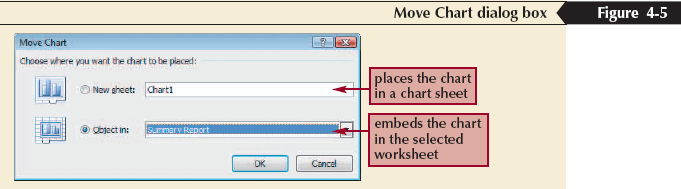 Move Chart dialog box
Figure 4-5
Move Chart
Choose where you want the chart to be placed:
New sheet:
Chart1
places the chart
in a chart sheet
Object in:
Summary Report
embeds the chart
in the selected
worksheet
OK
Cancel